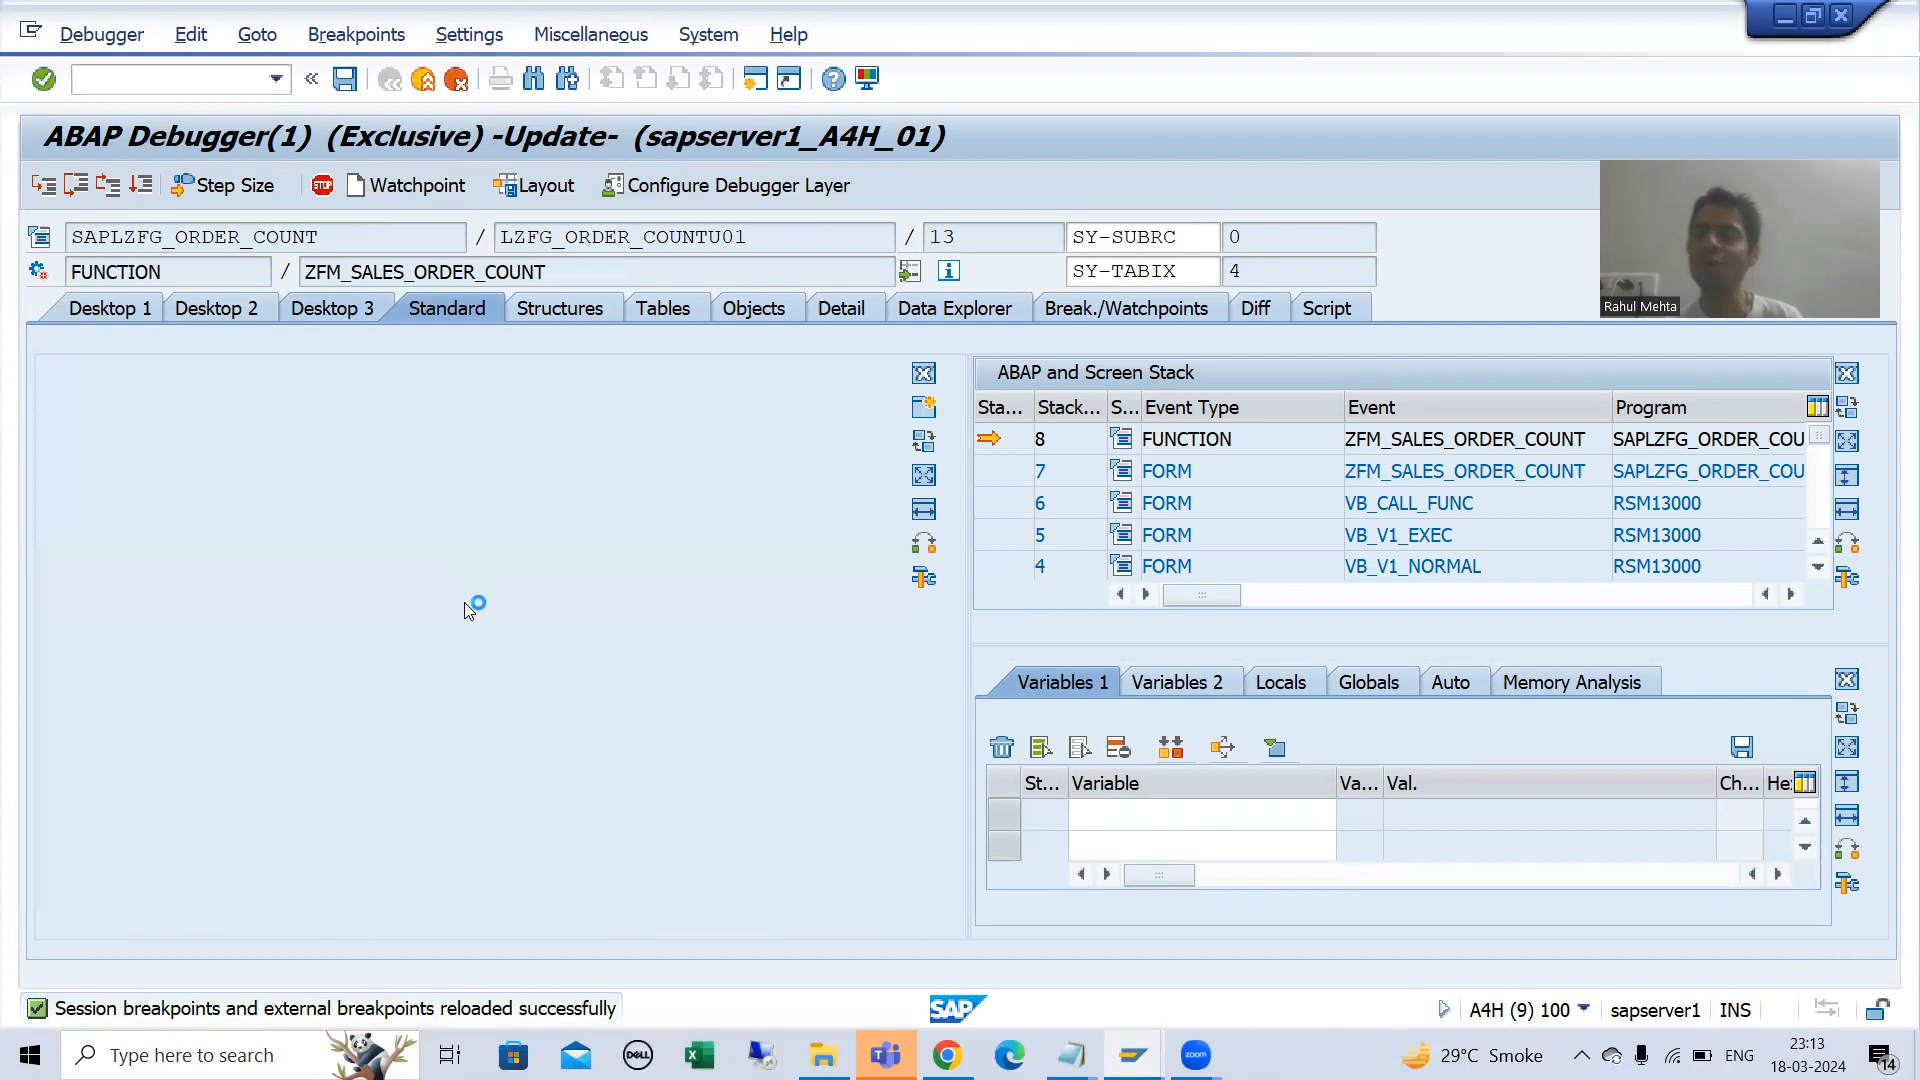 Debugger Edit Goto Breakpoints Settings Miscellaneous System Help
ABAP Debugger(1) (Exclusive) -Update- (sapserver1_A4H_01)
Step Size STOP Watchpoint Layout Configure Debugger Layer
SAPLZFG_ORDER_COUNT / LZFG_ORDER_COUNTU01 / 13 SY-SUBRC 0
FUNCTION / ZFM_SALES_ORDER_COUNT SY-TABIX 4
Rahul Mehta
Desktop 1 Desktop 2 Desktop 3 Standard Structures Tables Objects Detail Data Explorer Break./Watchpoints Diff Script
ABAP and Screen Stack
Sta... Stack... S... Event Type Event Program
8 FUNCTION ZFM_SALES_ORDER_COUNT SAPLZFG_ORDER_COU
7 FORM ZFM_SALES_ORDER_COUNT SAPLZFG_ORDER_COU
6 FORM VB_CALL_FUNC RSM13000
5 FORM VB_V1_EXEC RSM13000
4 FORM VB_V1_NORMAL RSM13000
Variables 1 Variables 2 Locals Globals Auto Memory Analysis
St... Variable Va... Val. Ch... He
Session breakpoints and external breakpoints reloaded successfully
SAP
A4H (9) 100 sapserver1 INS
Type here to search
DELL
zoom
29°C Smoke
ENG
23:13
18-03-2024
14